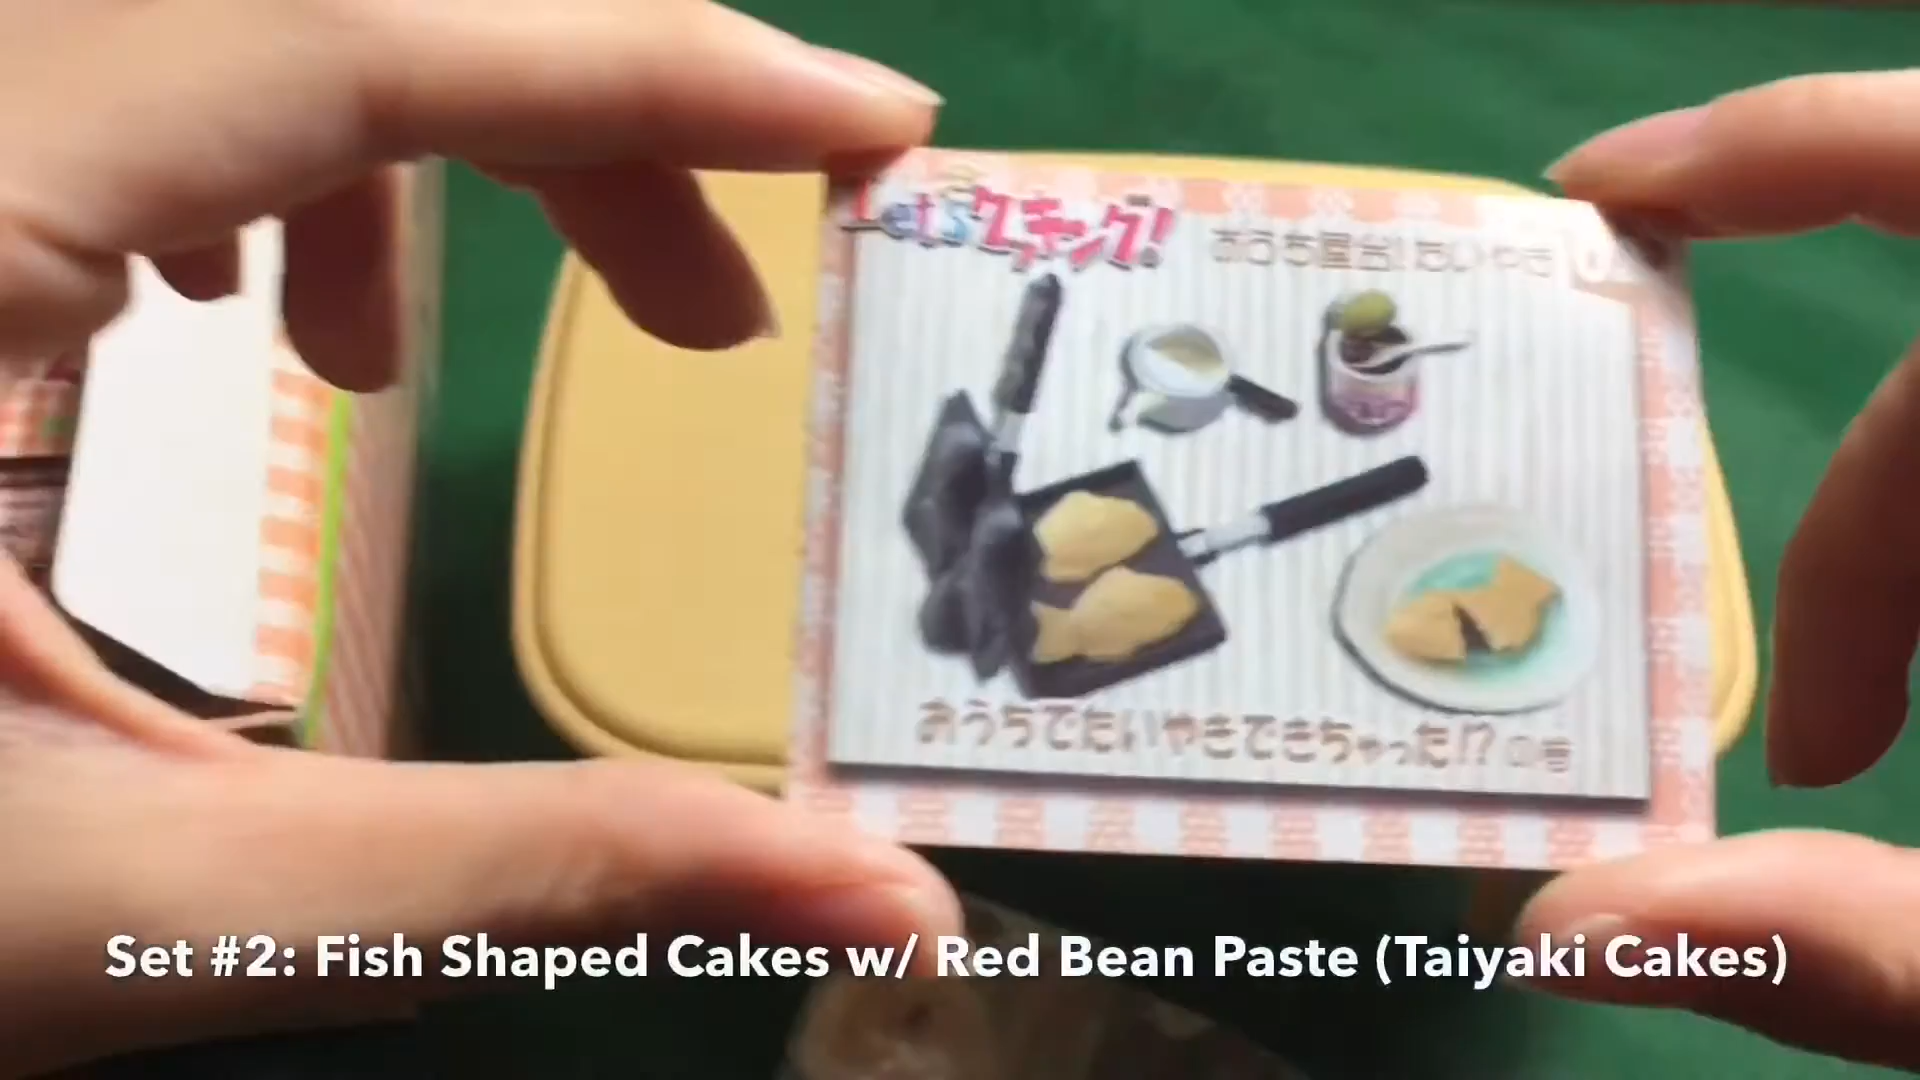 Let'sクッキング!
おうち屋台!たいやき
おうちでたいやきできちゃった!? の巻
Set #2: Fish Shaped Cakes w/ Red Bean Paste (Taiyaki Cakes)